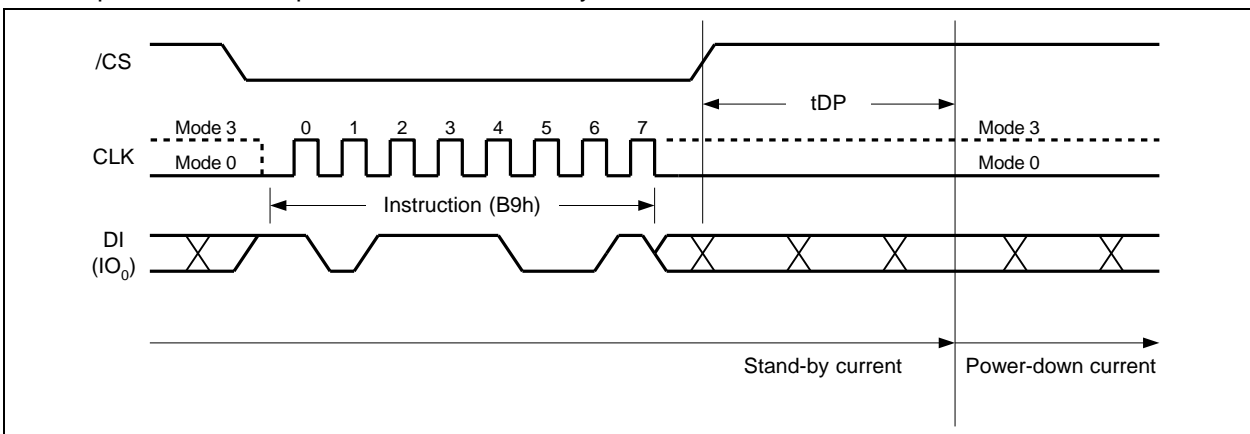 /CS
tDP
Mode 3 0 1 2 3 4 5 6 7 Mode 3
CLK
Mode 0 Mode 0
Instruction (B9h)
DI
(IO0)
Stand-by current Power-down current